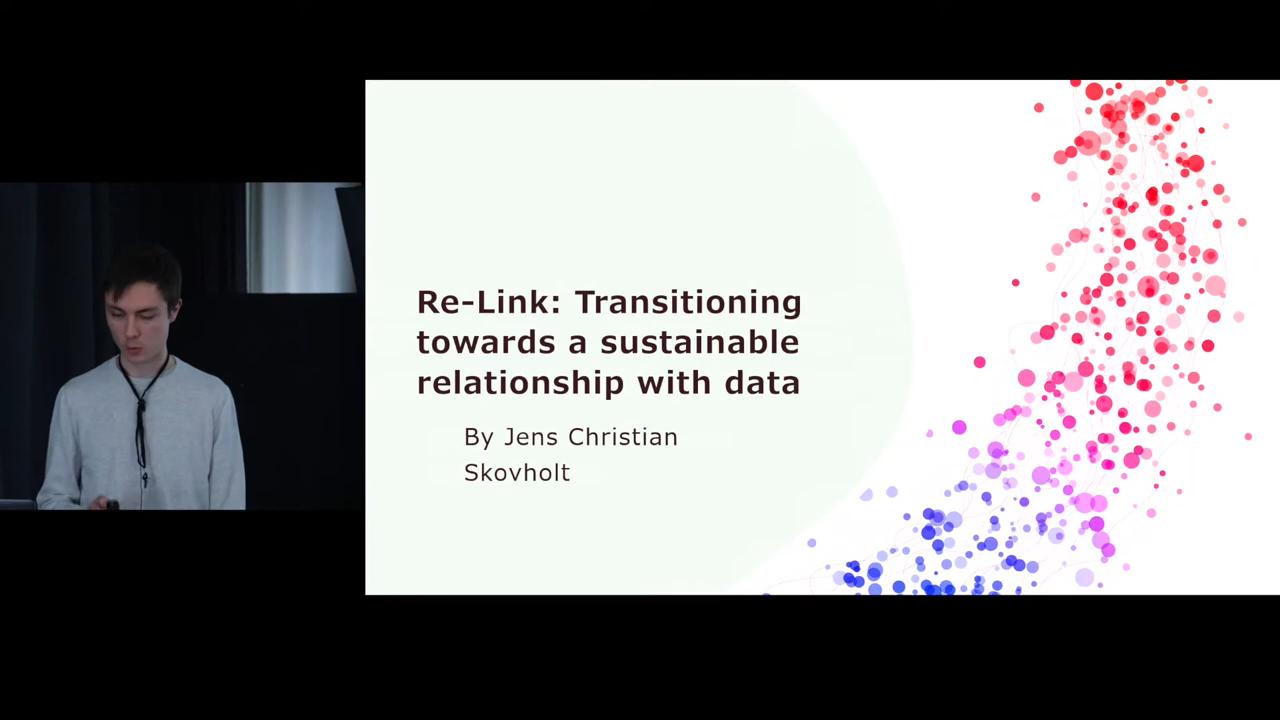 Re-Link: Transitioning
towards a sustainable
relationship with data
By Jens Christian
Skovholt